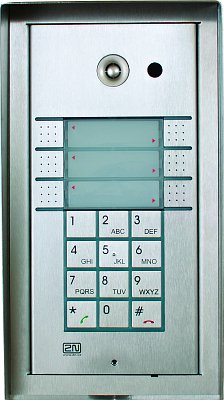 1 2 ABC 3 DEF
4 GHI 5 JKL 6 MNO
7 PQRS 8 TUV 9 WXYZ
* 0 #
2N